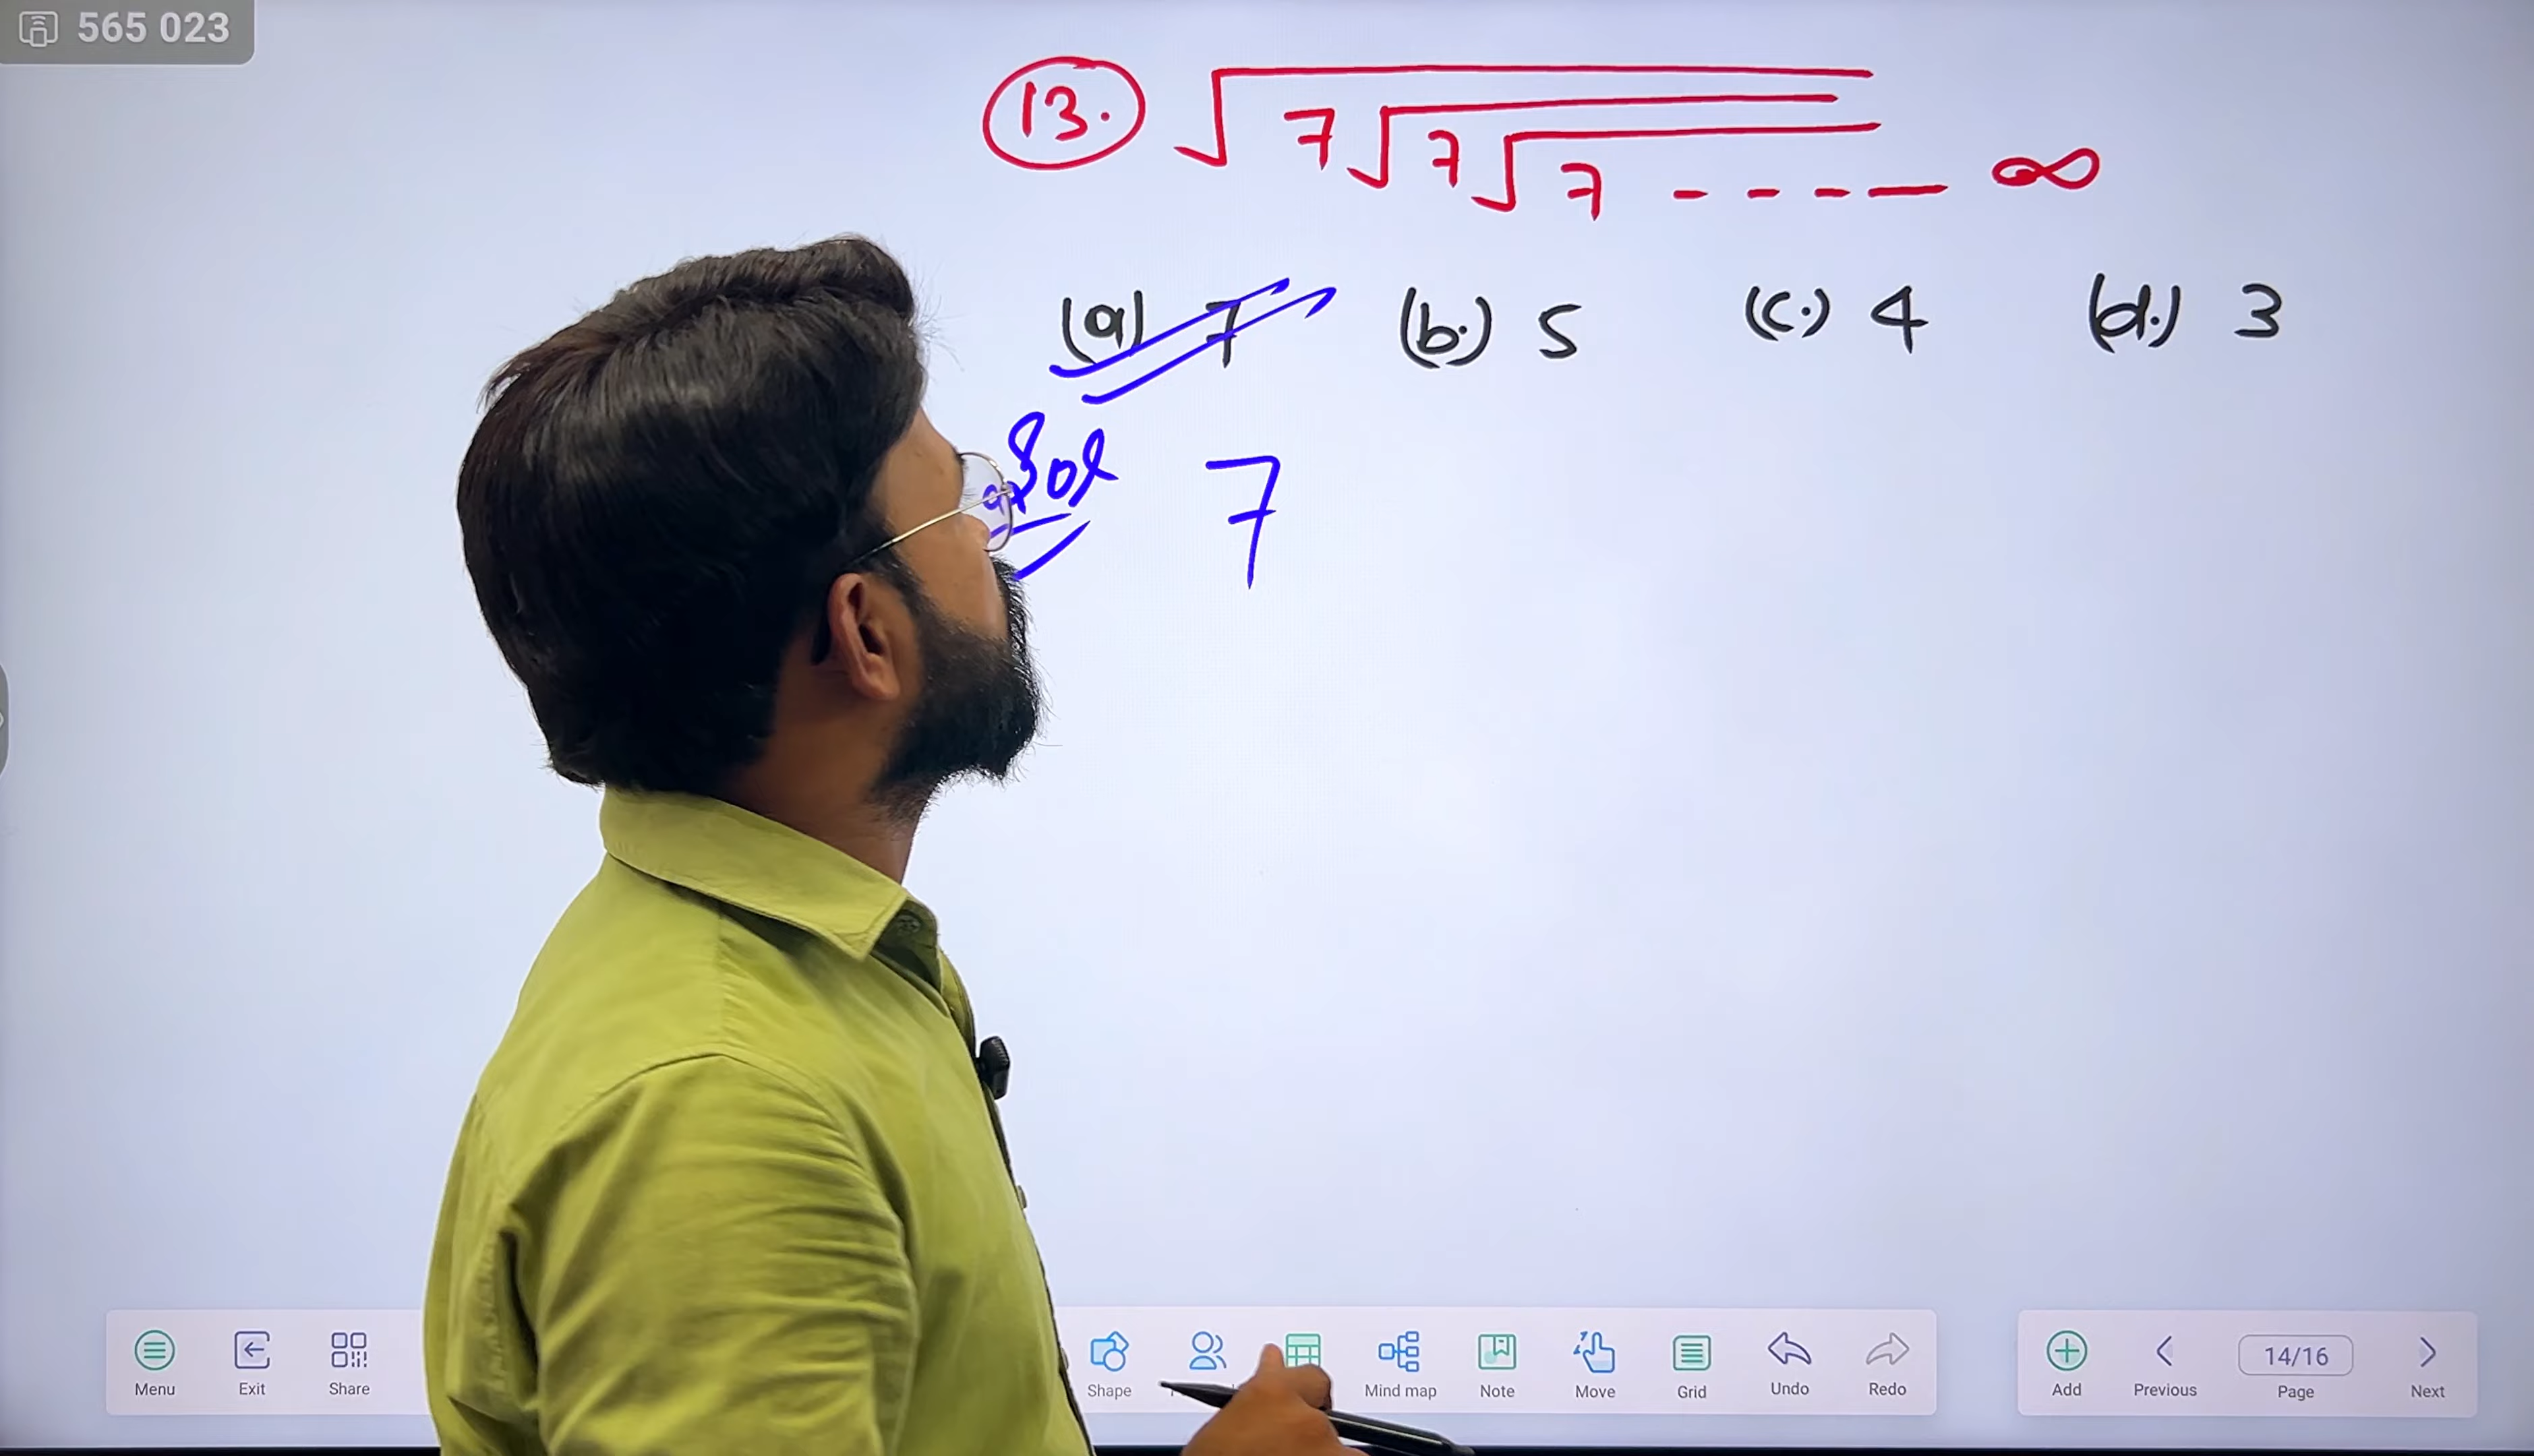 565 023
13. √7√7√7 - - - — ∞
(a) 7 (b.) 5 (c.) 4 (d.) 3
Sol 7
Menu Exit Share Shape Mind map Note Move Grid Undo Redo Add Previous 14/16 Page Next